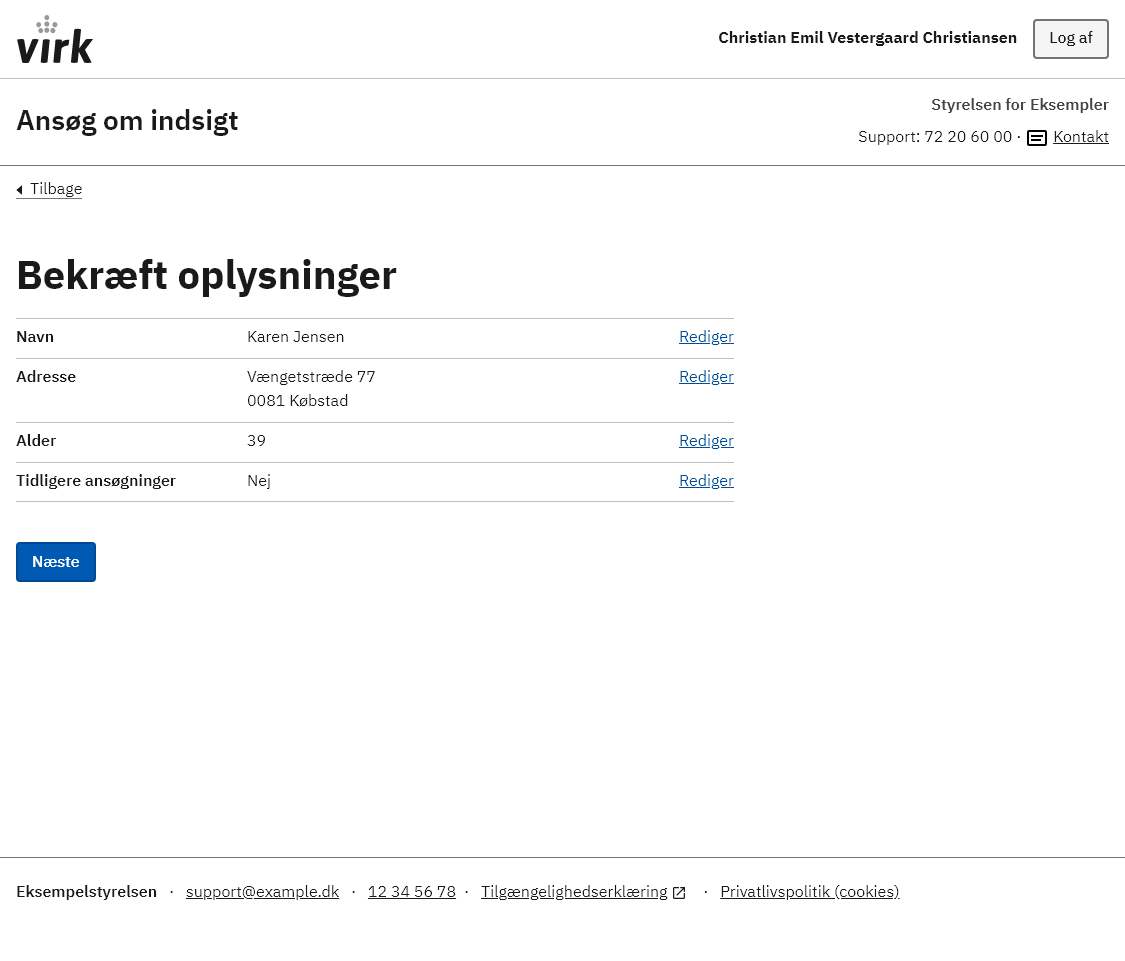 virk
Christian Emil Vestergaard Christiansen Log af
Ansøg om indsigt
Styrelsen for Eksempler
Support: 72 20 60 00 · Kontakt
Tilbage
Bekræft oplysninger
Navn Karen Jensen Rediger
Adresse Vængetstræde 77 Rediger
0081 Købstad
Alder 39 Rediger
Tidligere ansøgninger Nej Rediger
Næste
Eksempelstyrelsen · support@example.dk · 12 34 56 78 · Tilgængelighedserklæring · Privatlivspolitik (cookies)